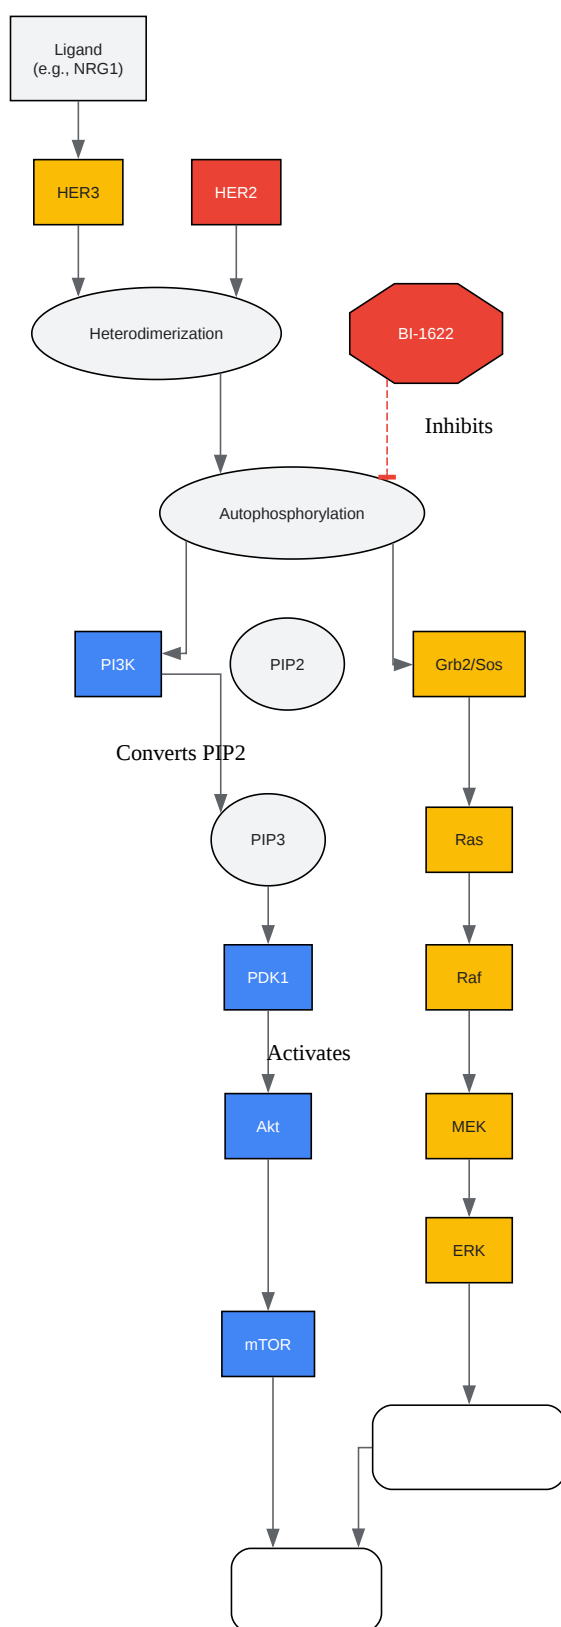 Ligand
(e.g., NRG1)
HER3
HER2
Heterodimerization
BI-1622
Inhibits
Autophosphorylation
PI3K
PIP2
Grb2/Sos
Converts PIP2
PIP3
Ras
PDK1
Raf
Activates
Akt
MEK
ERK
mTOR